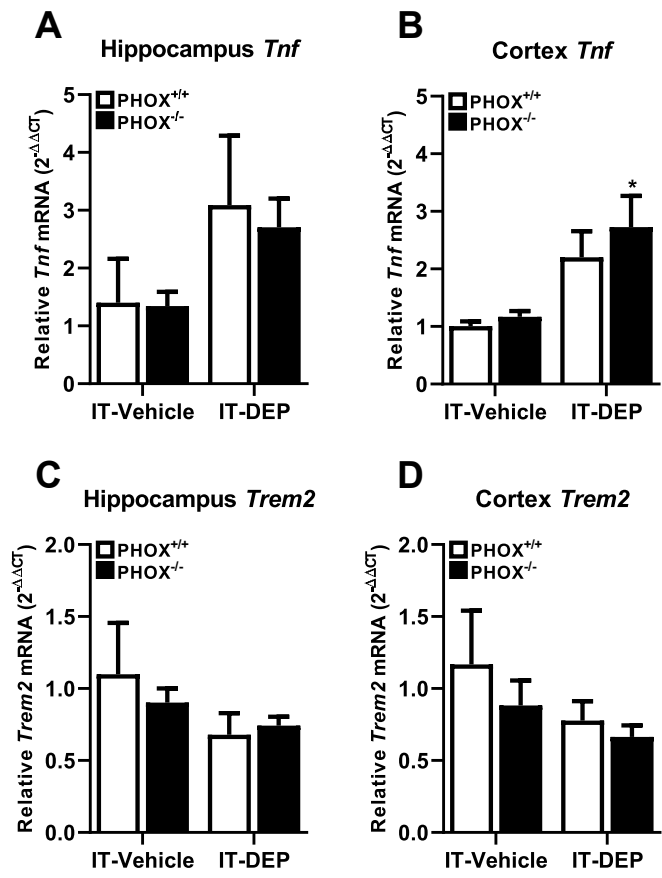 A
Hippocampus Tnf
Relative Tnf mRNA (2^-ΔΔCT)
5
4
3
2
1
0
PHOX+/+
PHOX-/-
IT-Vehicle
IT-DEP
B
Cortex Tnf
Relative Tnf mRNA (2^-ΔΔCT)
5
4
3
2
1
0
PHOX+/+
PHOX-/-
*
IT-Vehicle
IT-DEP
C
Hippocampus Trem2
Relative Trem2 mRNA (2^-ΔΔCT)
2.0
1.5
1.0
0.5
0.0
PHOX+/+
PHOX-/-
IT-Vehicle
IT-DEP
D
Cortex Trem2
Relative Trem2 mRNA (2^-ΔΔCT)
2.0
1.5
1.0
0.5
0.0
PHOX+/+
PHOX-/-
IT-Vehicle
IT-DEP